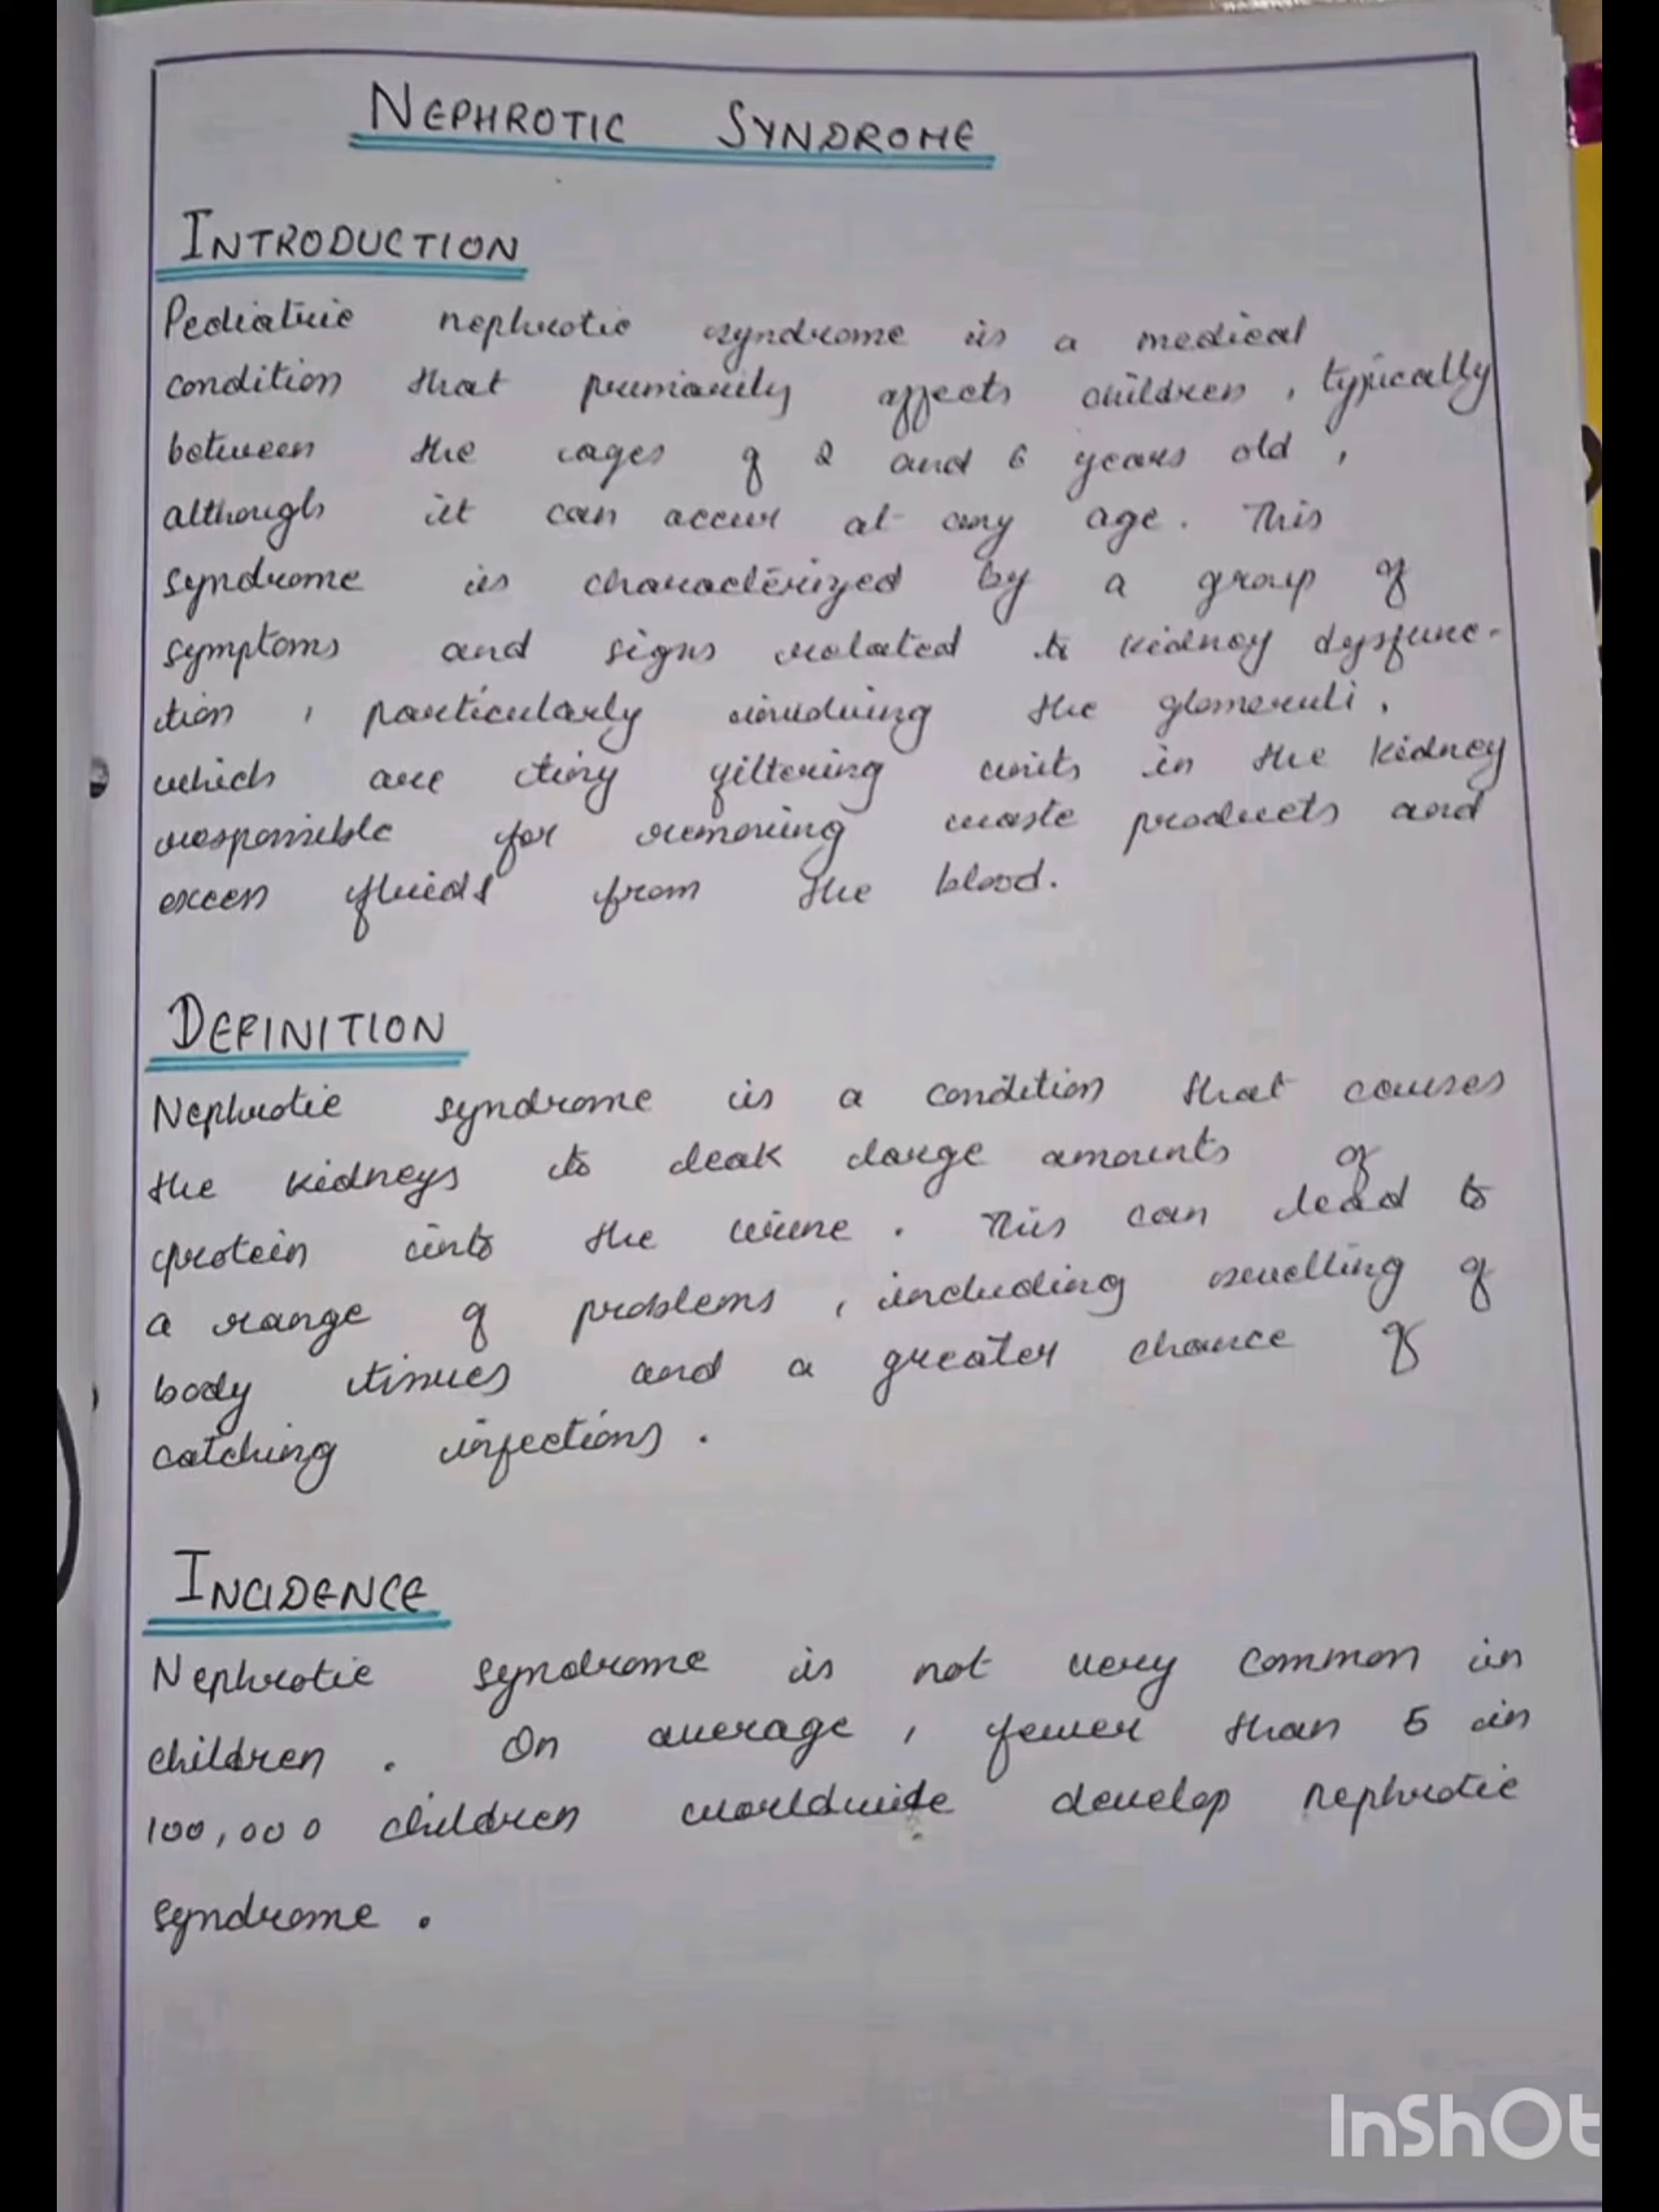 NEPHROTIC SYNDROME
INTRODUCTION
Pediatric nephrotic syndrome is a medical
condition that primarily affects children, typically
between the ages of 2 and 6 years old,
although it can occur at any age. This
syndrome is characterized by a group of
symptoms and signs related to kidney dysfunc-
tion, particularly involving the glomeruli,
which are tiny filtering units in the kidney
responsible for removing waste products and
excess fluids from the blood.
DEFINITION
Nephrotic syndrome is a condition that causes
the kidneys to leak large amounts of
protein into the urine. This can lead to
a range of problems, including swelling of
body tissues and a greater chance of
catching infections.
INCIDENCE
Nephrotic syndrome is not very common in
children. On average, fewer than 5 in
100,000 children worldwide develop nephrotic
syndrome.
InShOt